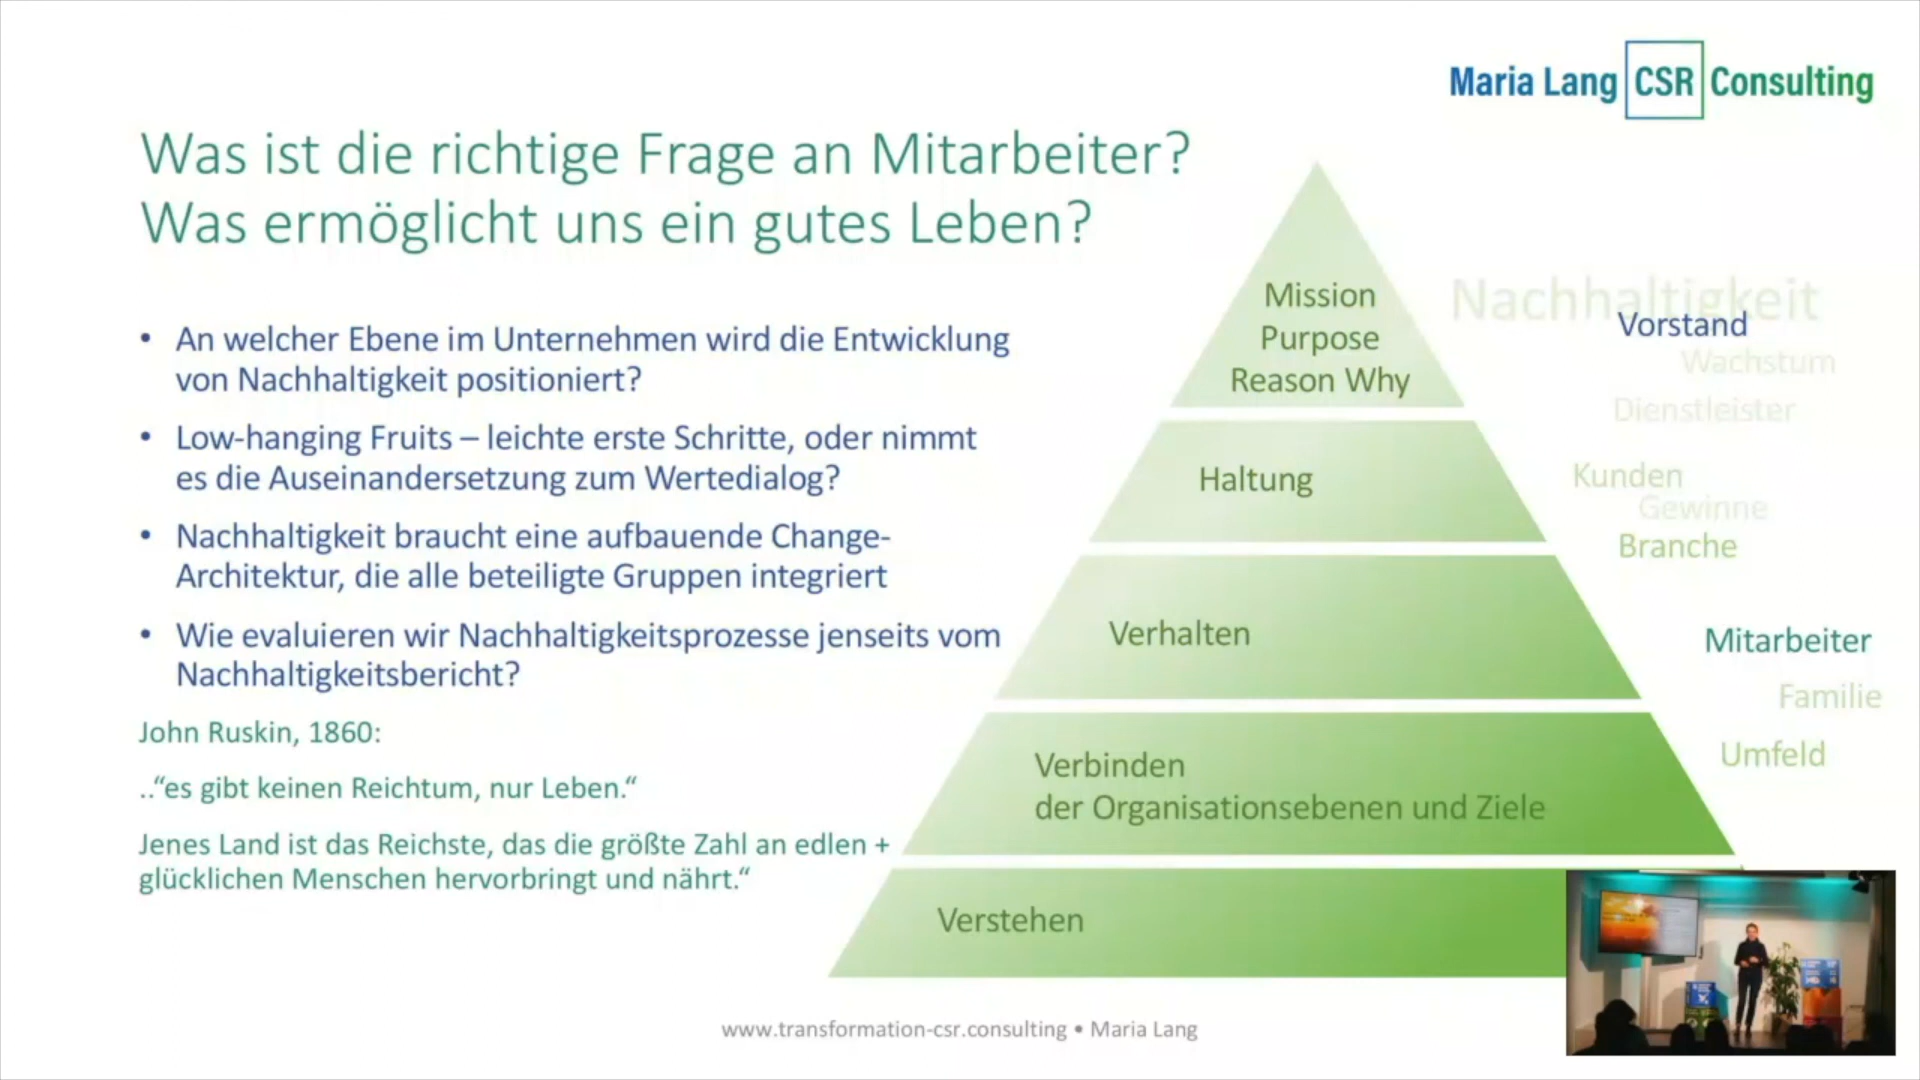 Maria Lang CSR Consulting
Was ist die richtige Frage an Mitarbeiter?
Was ermöglicht uns ein gutes Leben?
• An welcher Ebene im Unternehmen wird die Entwicklung
von Nachhaltigkeit positioniert?
• Low-hanging Fruits – leichte erste Schritte, oder nimmt
es die Auseinandersetzung zum Wertedialog?
• Nachhaltigkeit braucht eine aufbauende Change-
Architektur, die alle beteiligte Gruppen integriert
• Wie evaluieren wir Nachhaltigkeitsprozesse jenseits vom
Nachhaltigkeitsbericht?
John Ruskin, 1860:
..“es gibt keinen Reichtum, nur Leben.“
Jenes Land ist das Reichste, das die größte Zahl an edlen +
glücklichen Menschen hervorbringt und nährt.“
Mission
Purpose
Reason Why
Haltung
Verhalten
Verbinden
der Organisationsebenen und Ziele
Verstehen
Nachhaltigkeit
Vorstand
Wachstum
Dienstleister
Kunden
Gewinne
Branche
Mitarbeiter
Familie
Umfeld
www.transformation-csr.consulting • Maria Lang